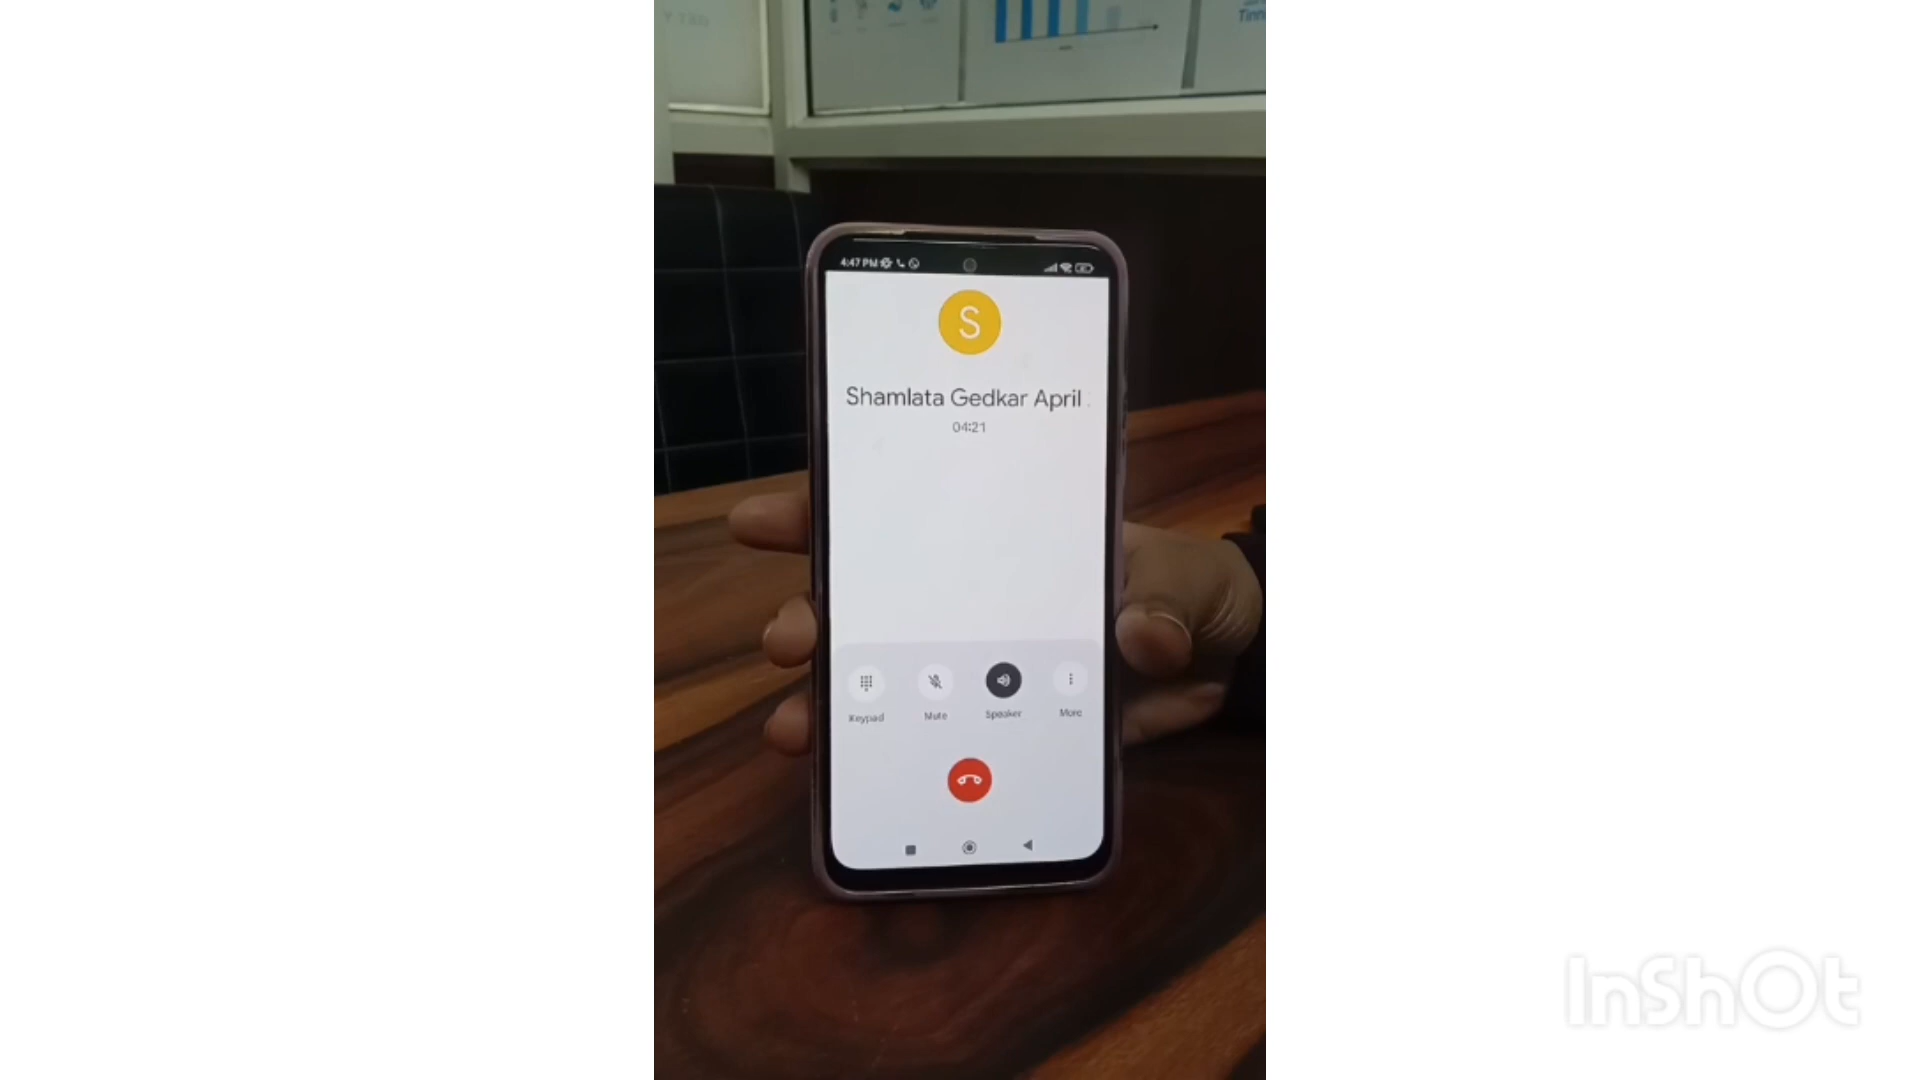 4:47 PM
S
Shamlata Gedkar April
04:21
Keypad
Mute
Speaker
More
InShOt